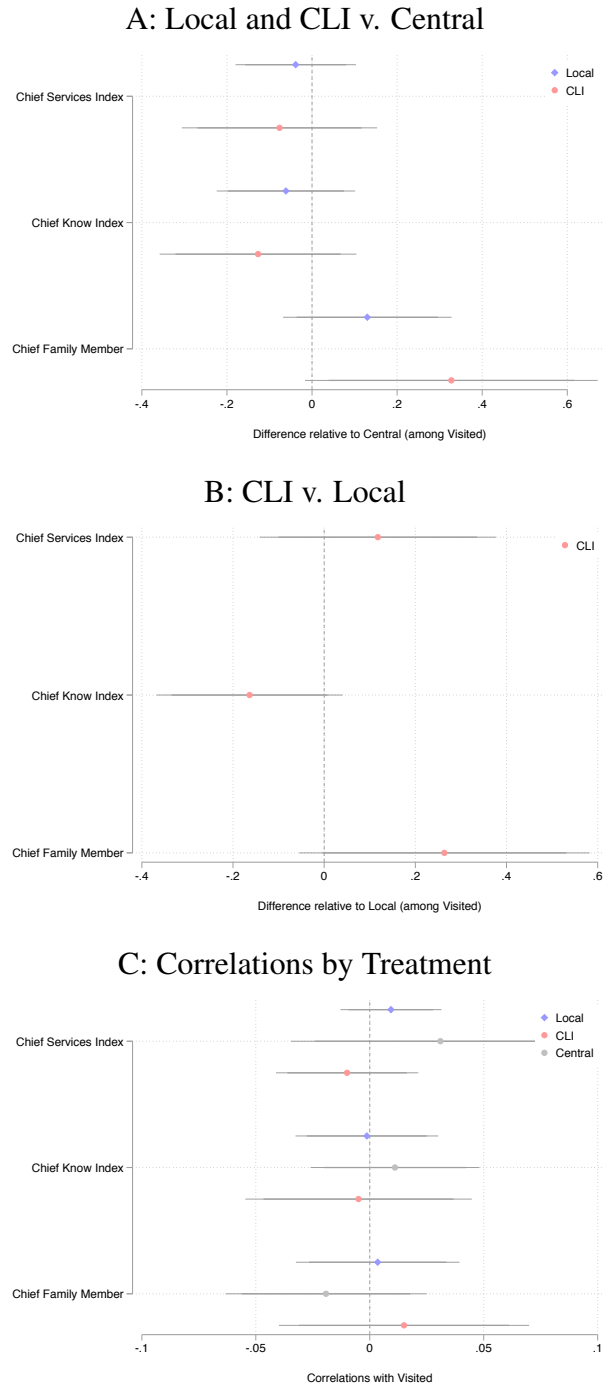 A: Local and CLI v. Central
Local
CLI
Chief Services Index
Chief Know Index
Chief Family Member
-.4 -.2 0 .2 .4 .6
Difference relative to Central (among Visited)
B: CLI v. Local
Chief Services Index
CLI
Chief Know Index
Chief Family Member
-.4 -.2 0 .2 .4 .6
Difference relative to Local (among Visited)
C: Correlations by Treatment
Local
CLI
Central
Chief Services Index
Chief Know Index
Chief Family Member
-.1 -.05 0 .05 .1
Correlations with Visited